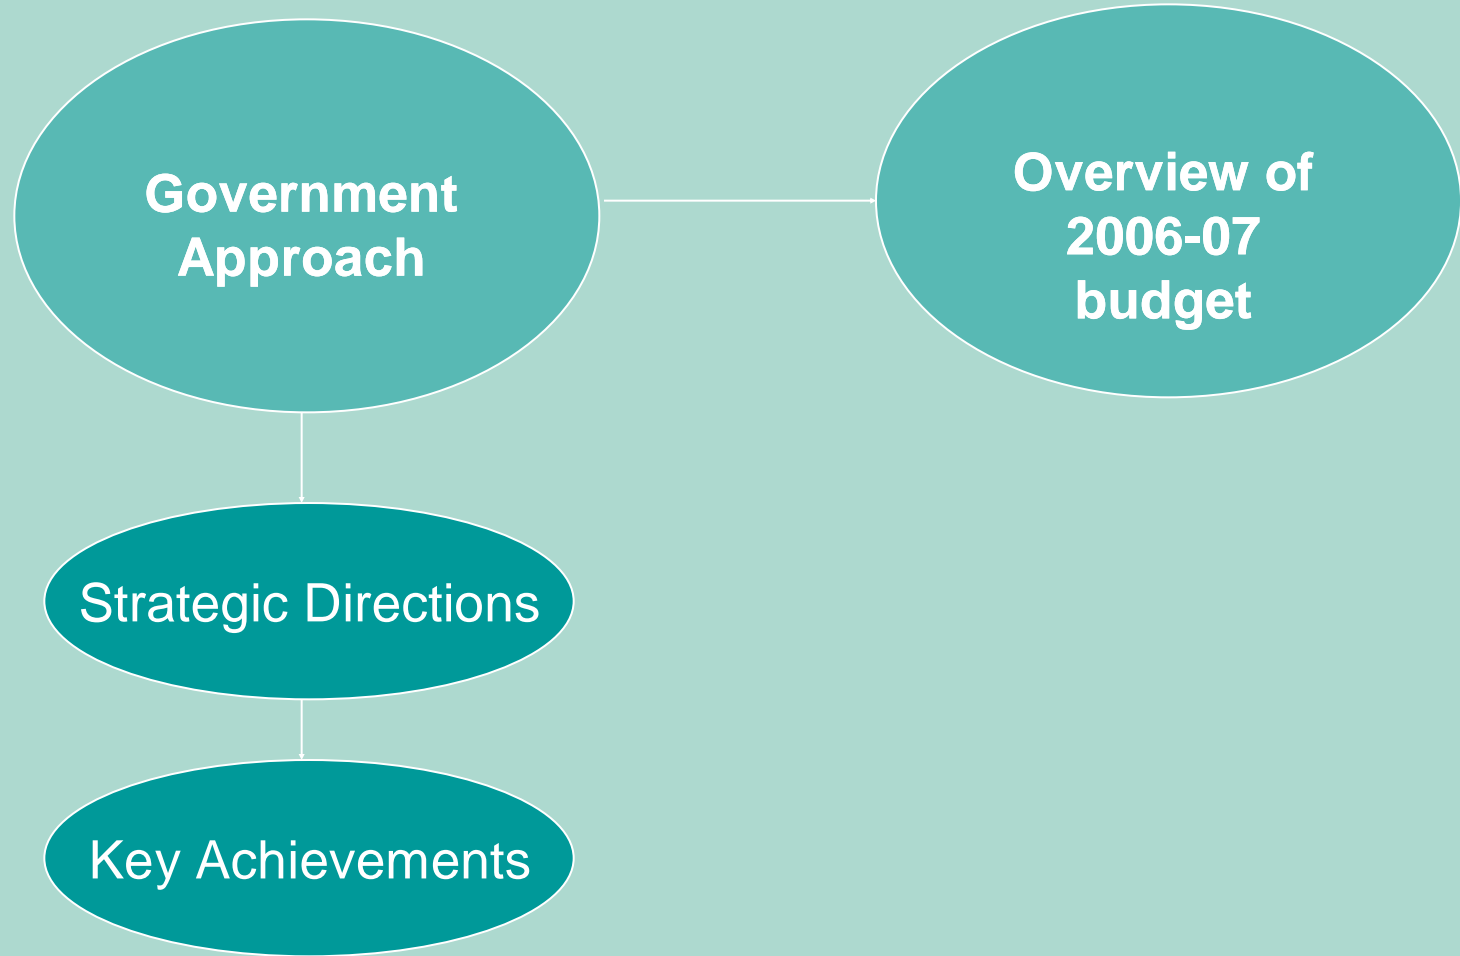 Government
Approach
Overview of
2006-07
budget
Strategic Directions
Key Achievements